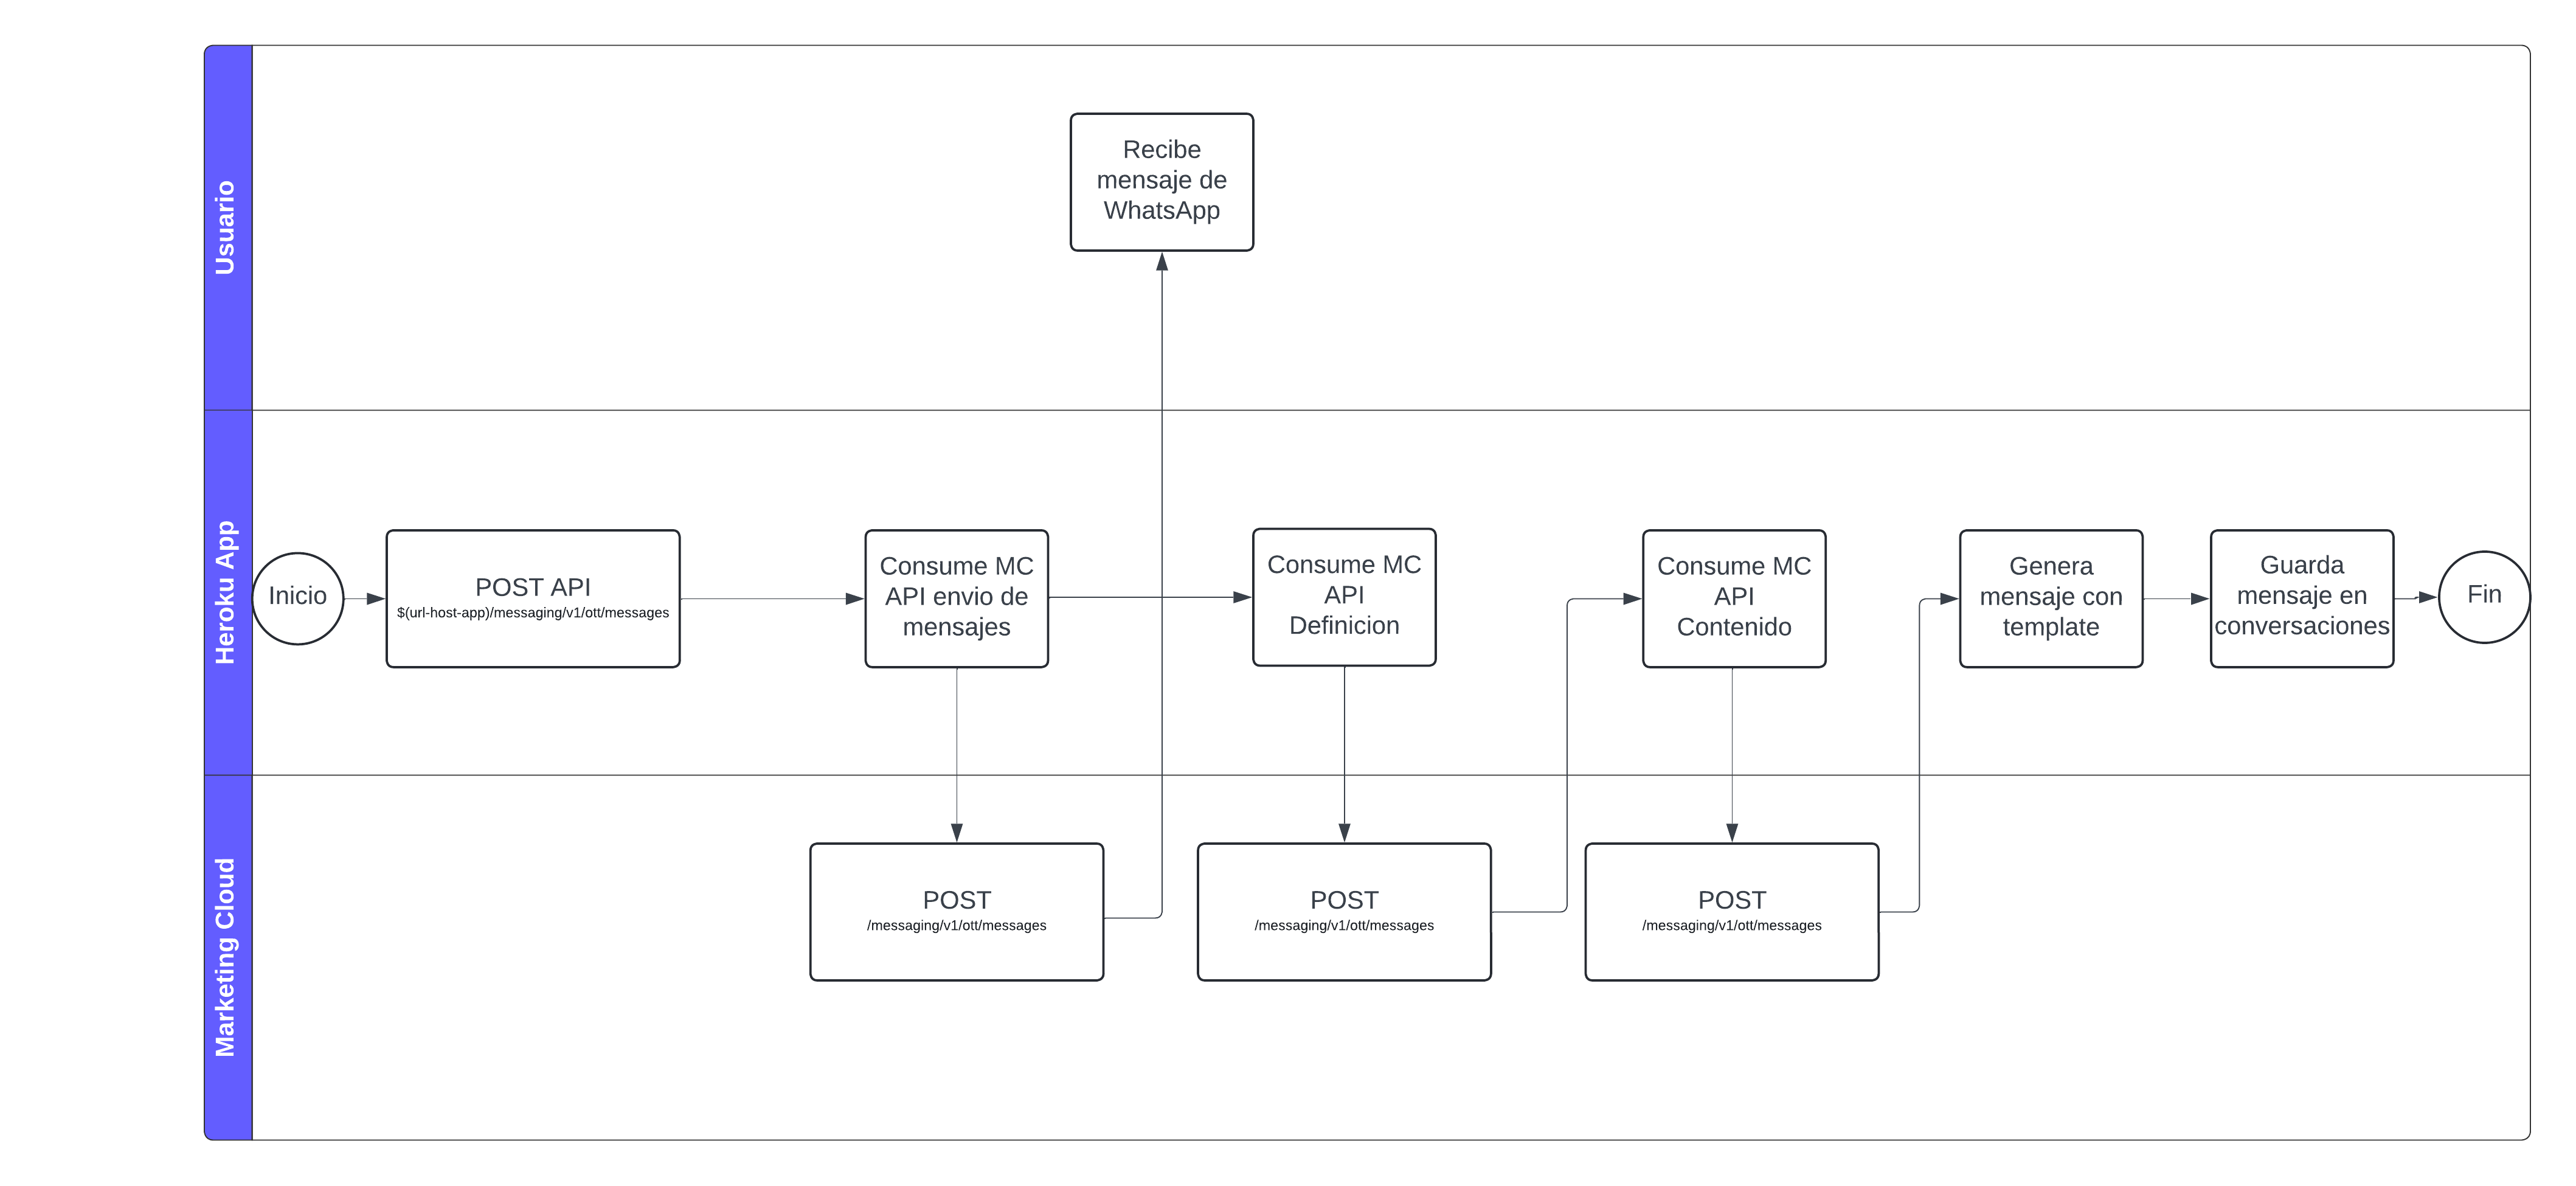 Usuario
Recibe
mensaje de
WhatsApp
Heroku App
Inicio
POST API
$(url-host-app)/messaging/v1/ott/messages
Consume MC
API envio de
mensajes
Consume MC
API
Definicion
Consume MC
API
Contenido
Genera
mensaje con
template
Guarda
mensaje en
conversaciones
Fin
Marketing Cloud
POST
/messaging/v1/ott/messages
POST
/messaging/v1/ott/messages
POST
/messaging/v1/ott/messages